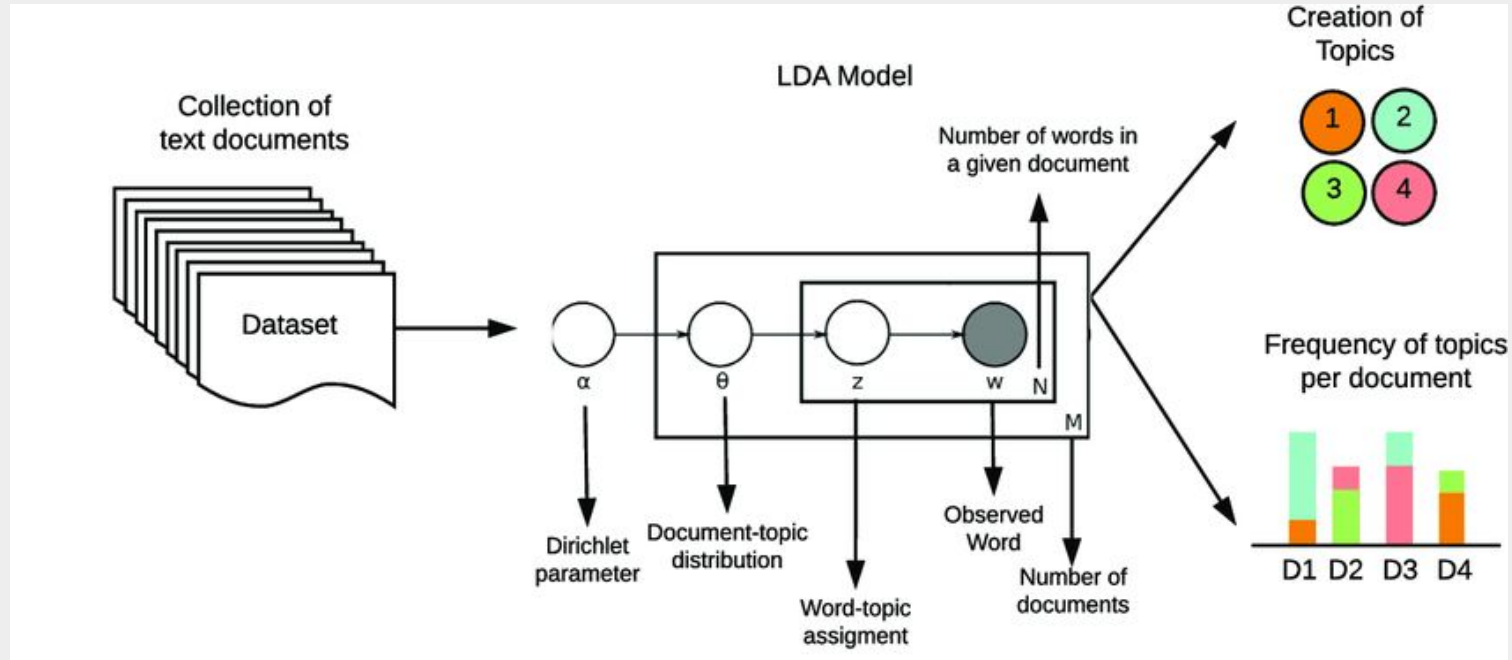 Collection of
text documents
Dataset
LDA Model
Number of words in
a given document
α
θ
z
w
N
M
Dirichlet
parameter
Document-topic
distribution
Word-topic
assigment
Observed
Word
Number of
documents
Creation of
Topics
1
2
3
4
Frequency of topics
per document
D1 D2 D3 D4